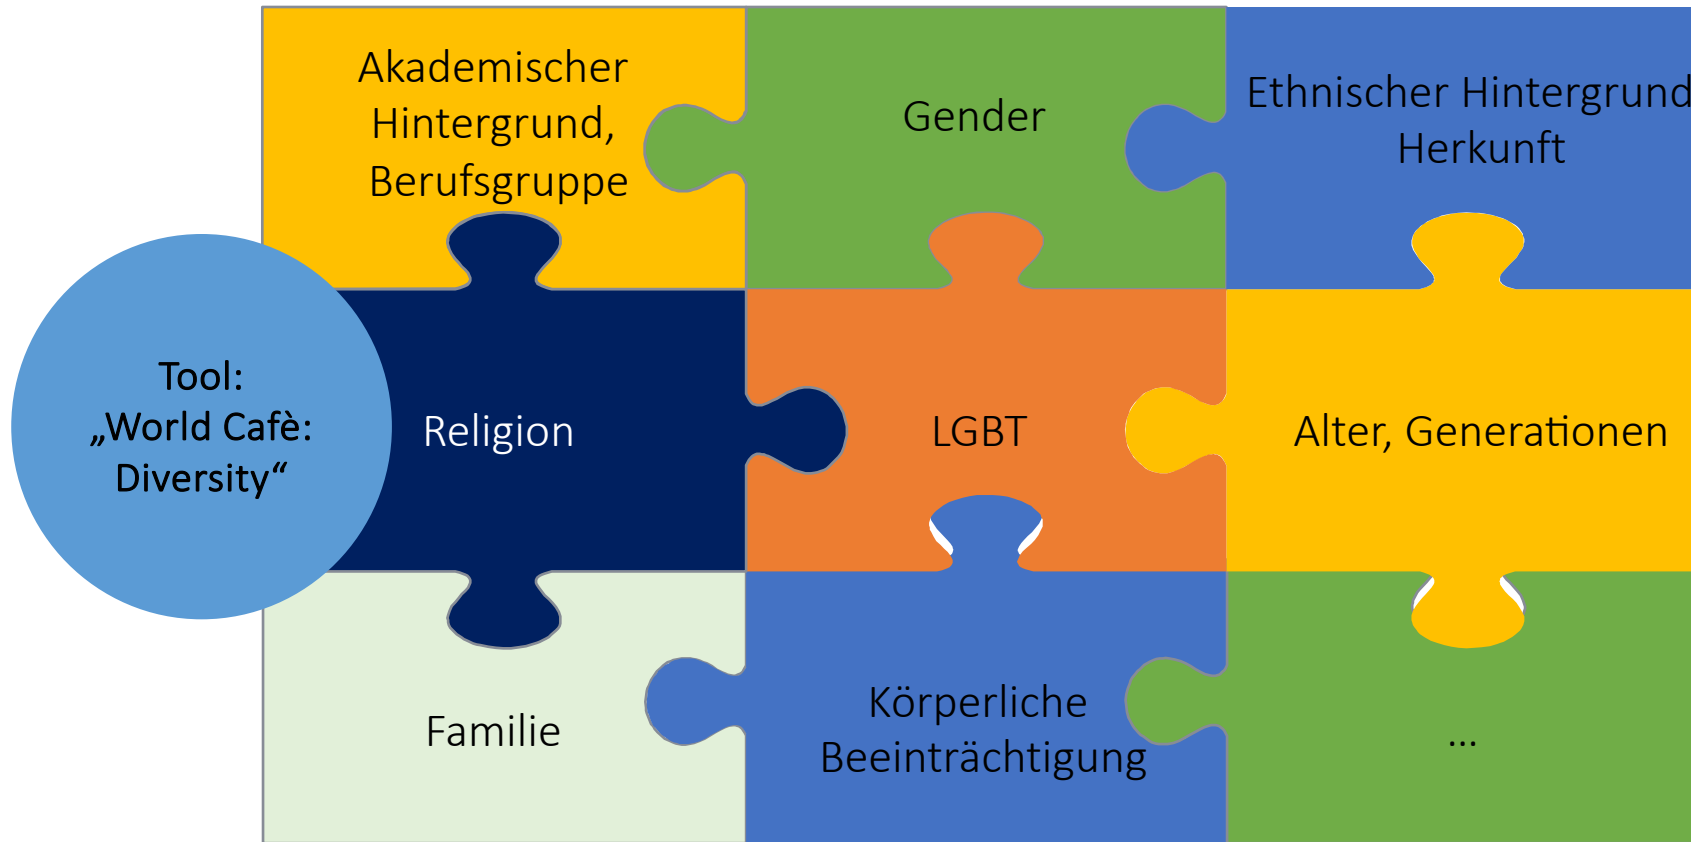 Akademischer
Hintergrund,
Berufsgruppe
Gender
Ethnischer Hintergrund
Herkunft
Tool:
„World Cafè:
Diversity“
Religion
LGBT
Alter, Generationen
Familie
Körperliche
Beeinträchtigung
...